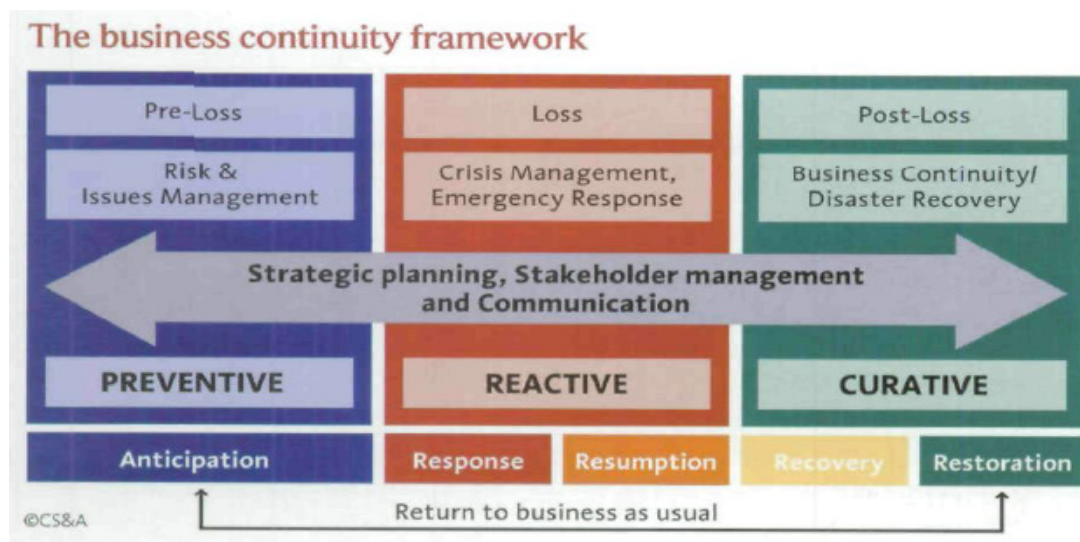 The business continuity framework
Pre-Loss
Loss
Post-Loss
Risk &
Issues Management
Crisis Management,
Emergency Response
Business Continuity/
Disaster Recovery
Strategic planning, Stakeholder management
and Communication
PREVENTIVE
REACTIVE
CURATIVE
Anticipation
Response
Resumption
Recovery
Restoration
Return to business as usual
©CS&A